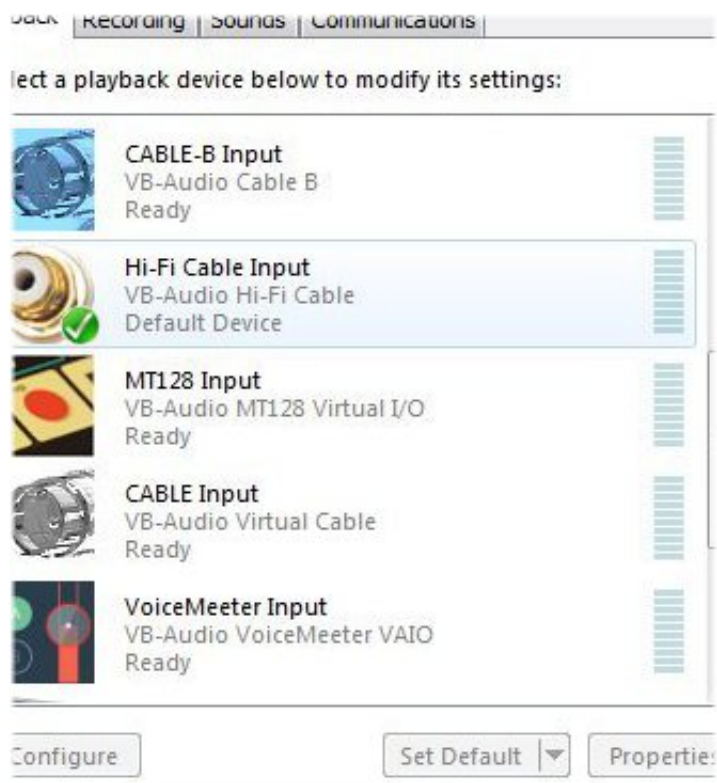 back Recording Sounds Communications
lect a playback device below to modify its settings:
CABLE-B Input
VB-Audio Cable B
Ready
Hi-Fi Cable Input
VB-Audio Hi-Fi Cable
Default Device
MT128 Input
VB-Audio MT128 Virtual I/O
Ready
CABLE Input
VB-Audio Virtual Cable
Ready
VoiceMeeter Input
VB-Audio VoiceMeeter VAIO
Ready
Configure Set Default Propertie